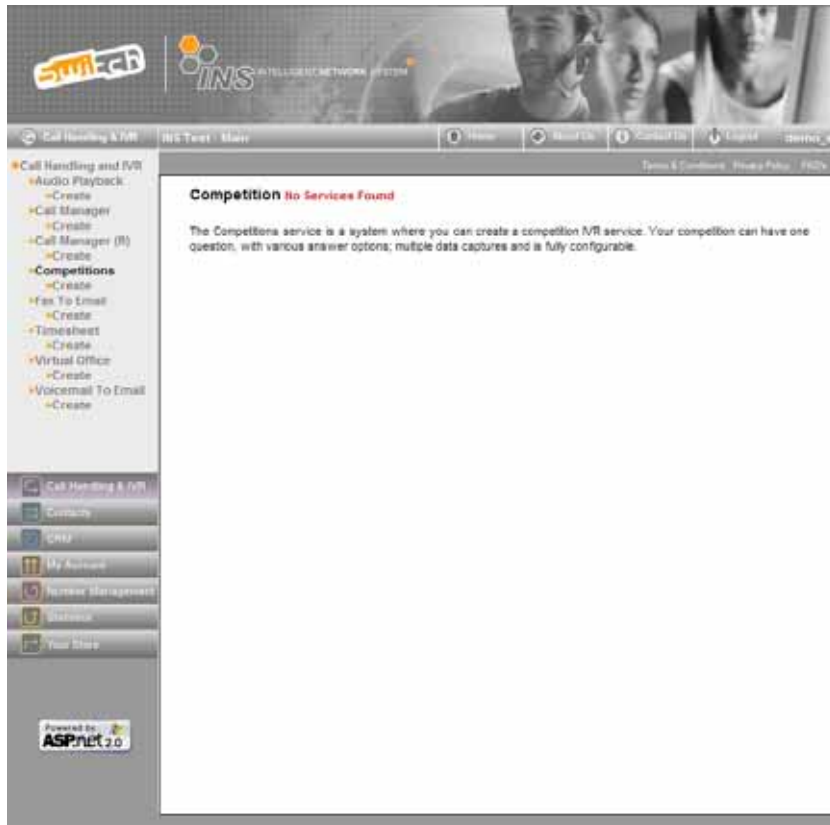 switch
INS INTELLIGENT NETWORK SYSTEM
Call Handling & IVR
INS Test : Main
Home
About Us
Contact Us
Logout
Terms & Conditions Privacy Policy FAQ's
Call Handling and IVR
Audio Playback
Create
Call Manager
Create
Call Manager (R)
Create
Competitions
Create
Fax To Email
Create
Timesheet
Create
Virtual Office
Create
Voicemail To Email
Create
Competition No Services Found
The Competitions service is a system where you can create a competition IVR service. Your competition can have one
question, with various answer options; multiple data captures and is fully configurable.
Call Handling & IVR
Contacts
CRM
My Account
Number Management
Statistics
Your Store
Powered by
ASP.net 2.0